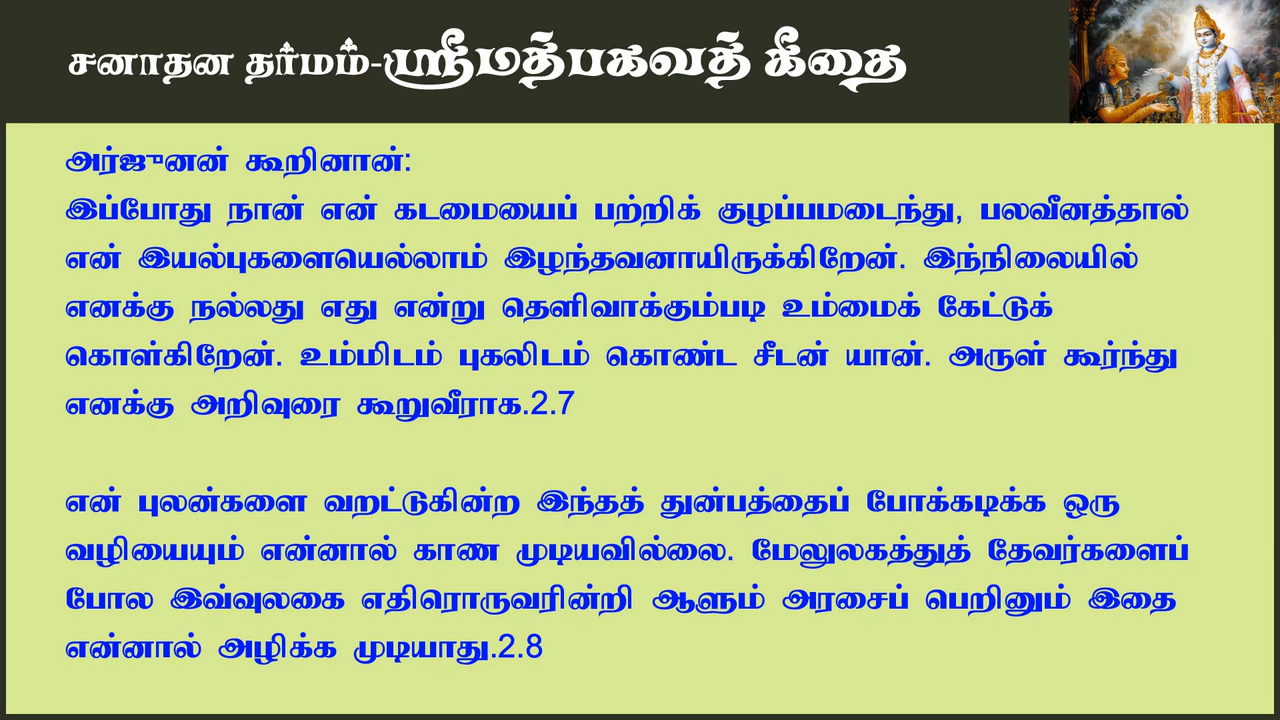 சனாதன தர்மம்-ஸ்ரீமத்பகவத் கீதை
அர்ஜுனன் கூறினான்:
இப்போது நான் என் கடமையைப் பற்றிக் குழப்பமடைந்து, பலவீனத்தால்
என் இயல்புகளையெல்லாம் இழந்தவனாயிருக்கிறேன். இந்நிலையில்
எனக்கு நல்லது எது என்று தெளிவாக்கும்படி உம்மைக் கேட்டுக்
கொள்கிறேன். உம்மிடம் புகலிடம் கொண்ட சீடன் யான். அருள் கூர்ந்து
எனக்கு அறிவுரை கூறுவீராக.2.7
என் புலன்களை வறட்டுகின்ற இந்தத் துன்பத்தைப் போக்கடிக்க ஒரு
வழியையும் என்னால் காண முடியவில்லை. மேலுலகத்துத் தேவர்களைப்
போல இவ்வுலகை எதிரொருவரின்றி ஆளும் அரசைப் பெறினும் இதை
என்னால் அழிக்க முடியாது.2.8